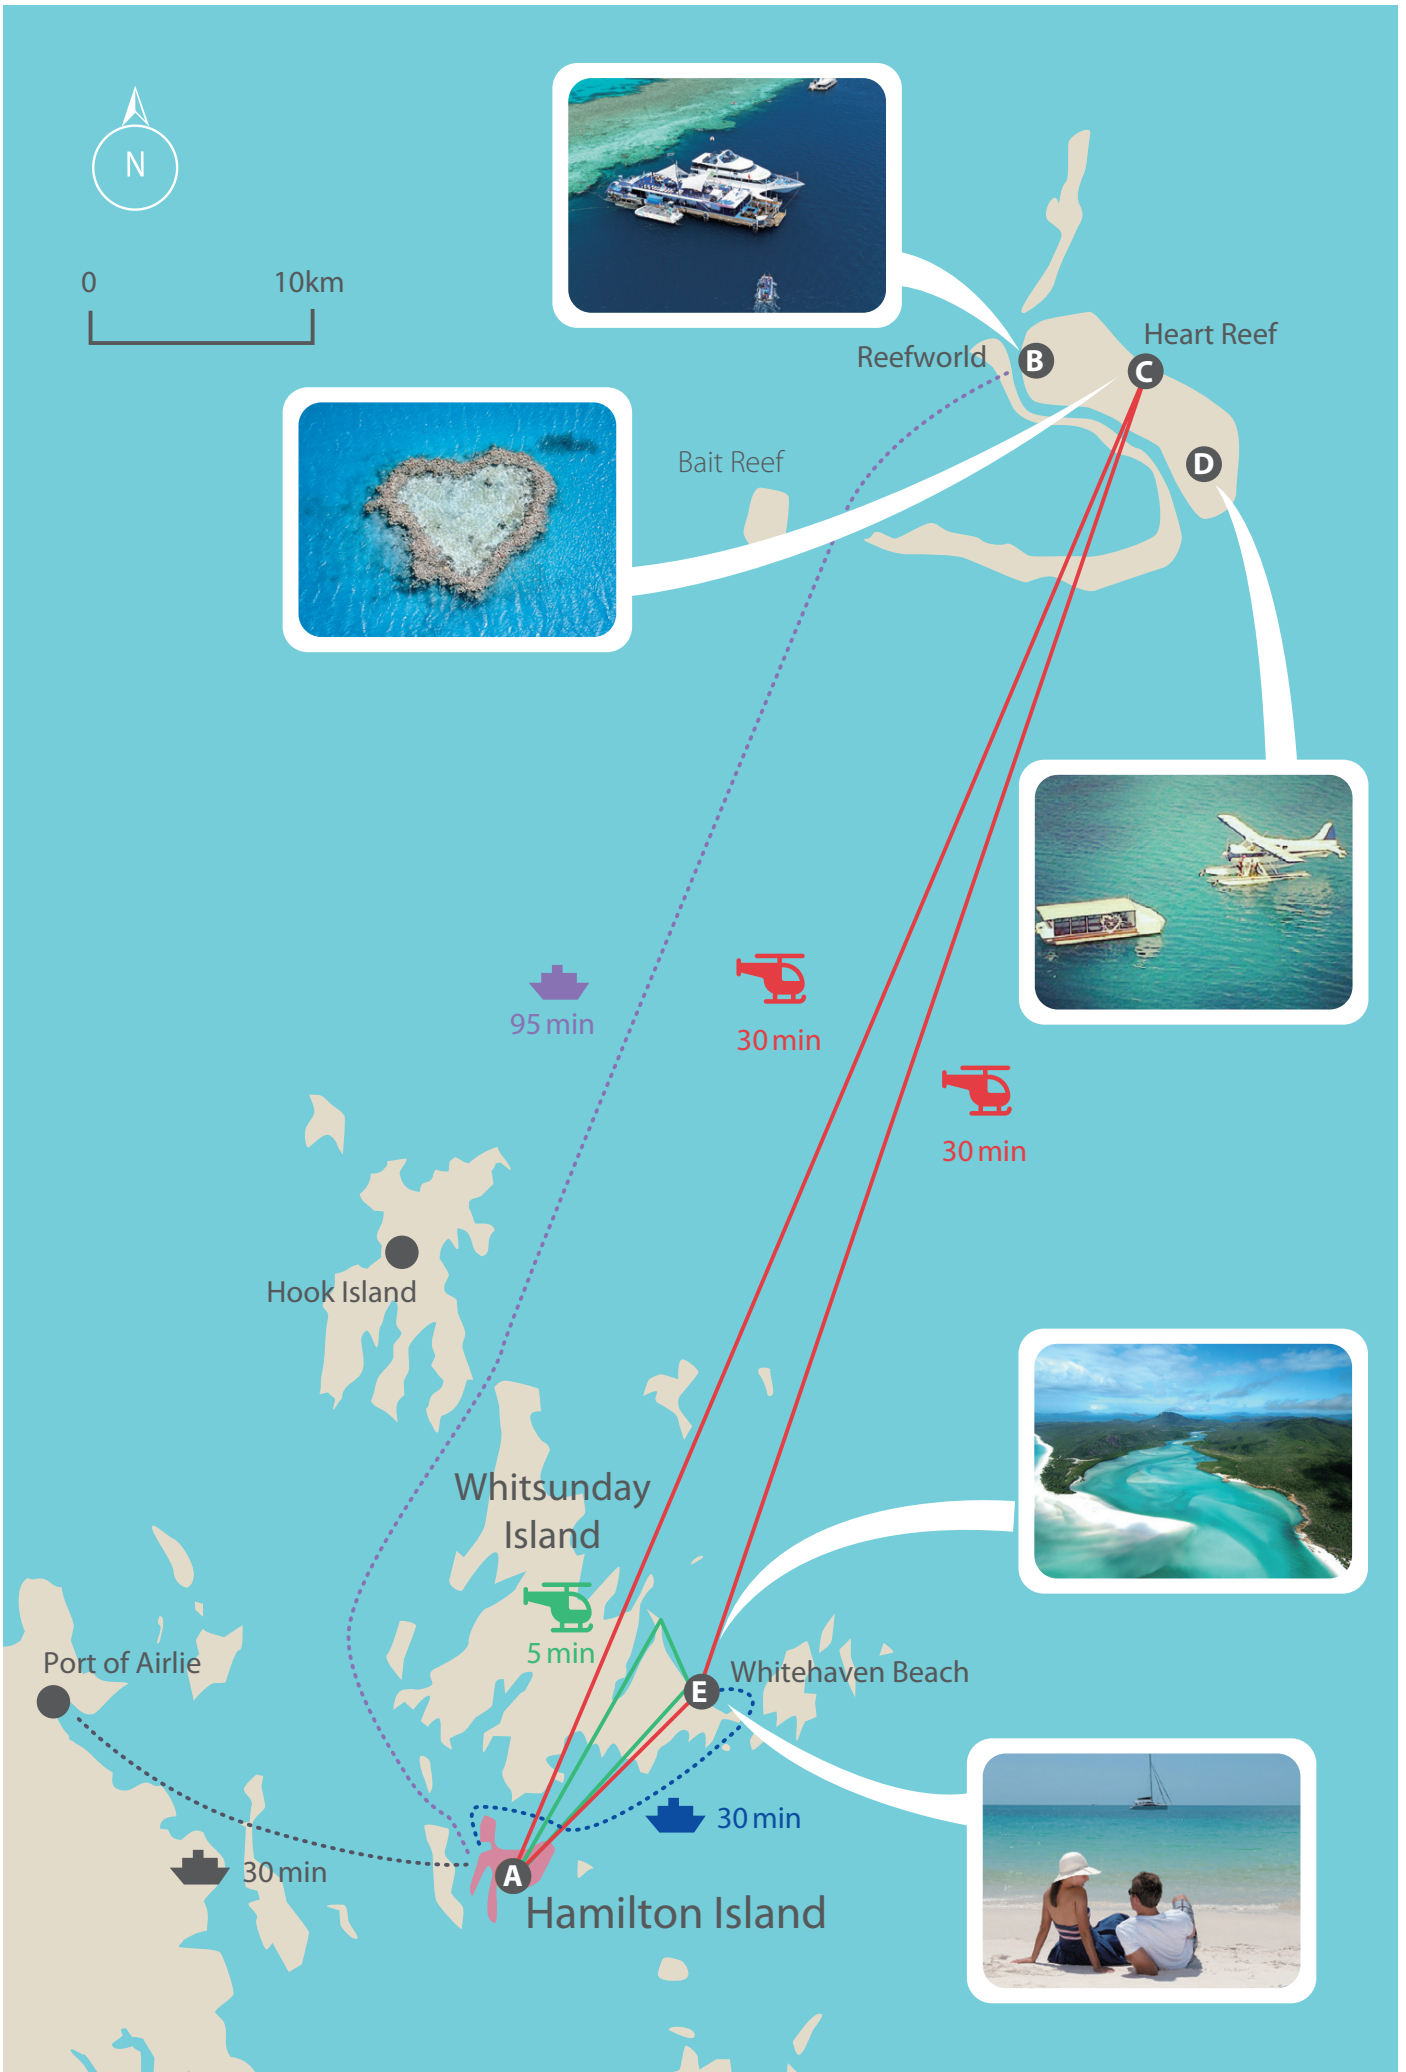 N
0 10km
Heart Reef
Reefworld
B
C
Bait Reef
D
95 min
30 min
30 min
Hook Island
Whitsunday
Island
5 min
Port of Airlie
Whitehaven Beach
E
30 min
30 min
A
Hamilton Island